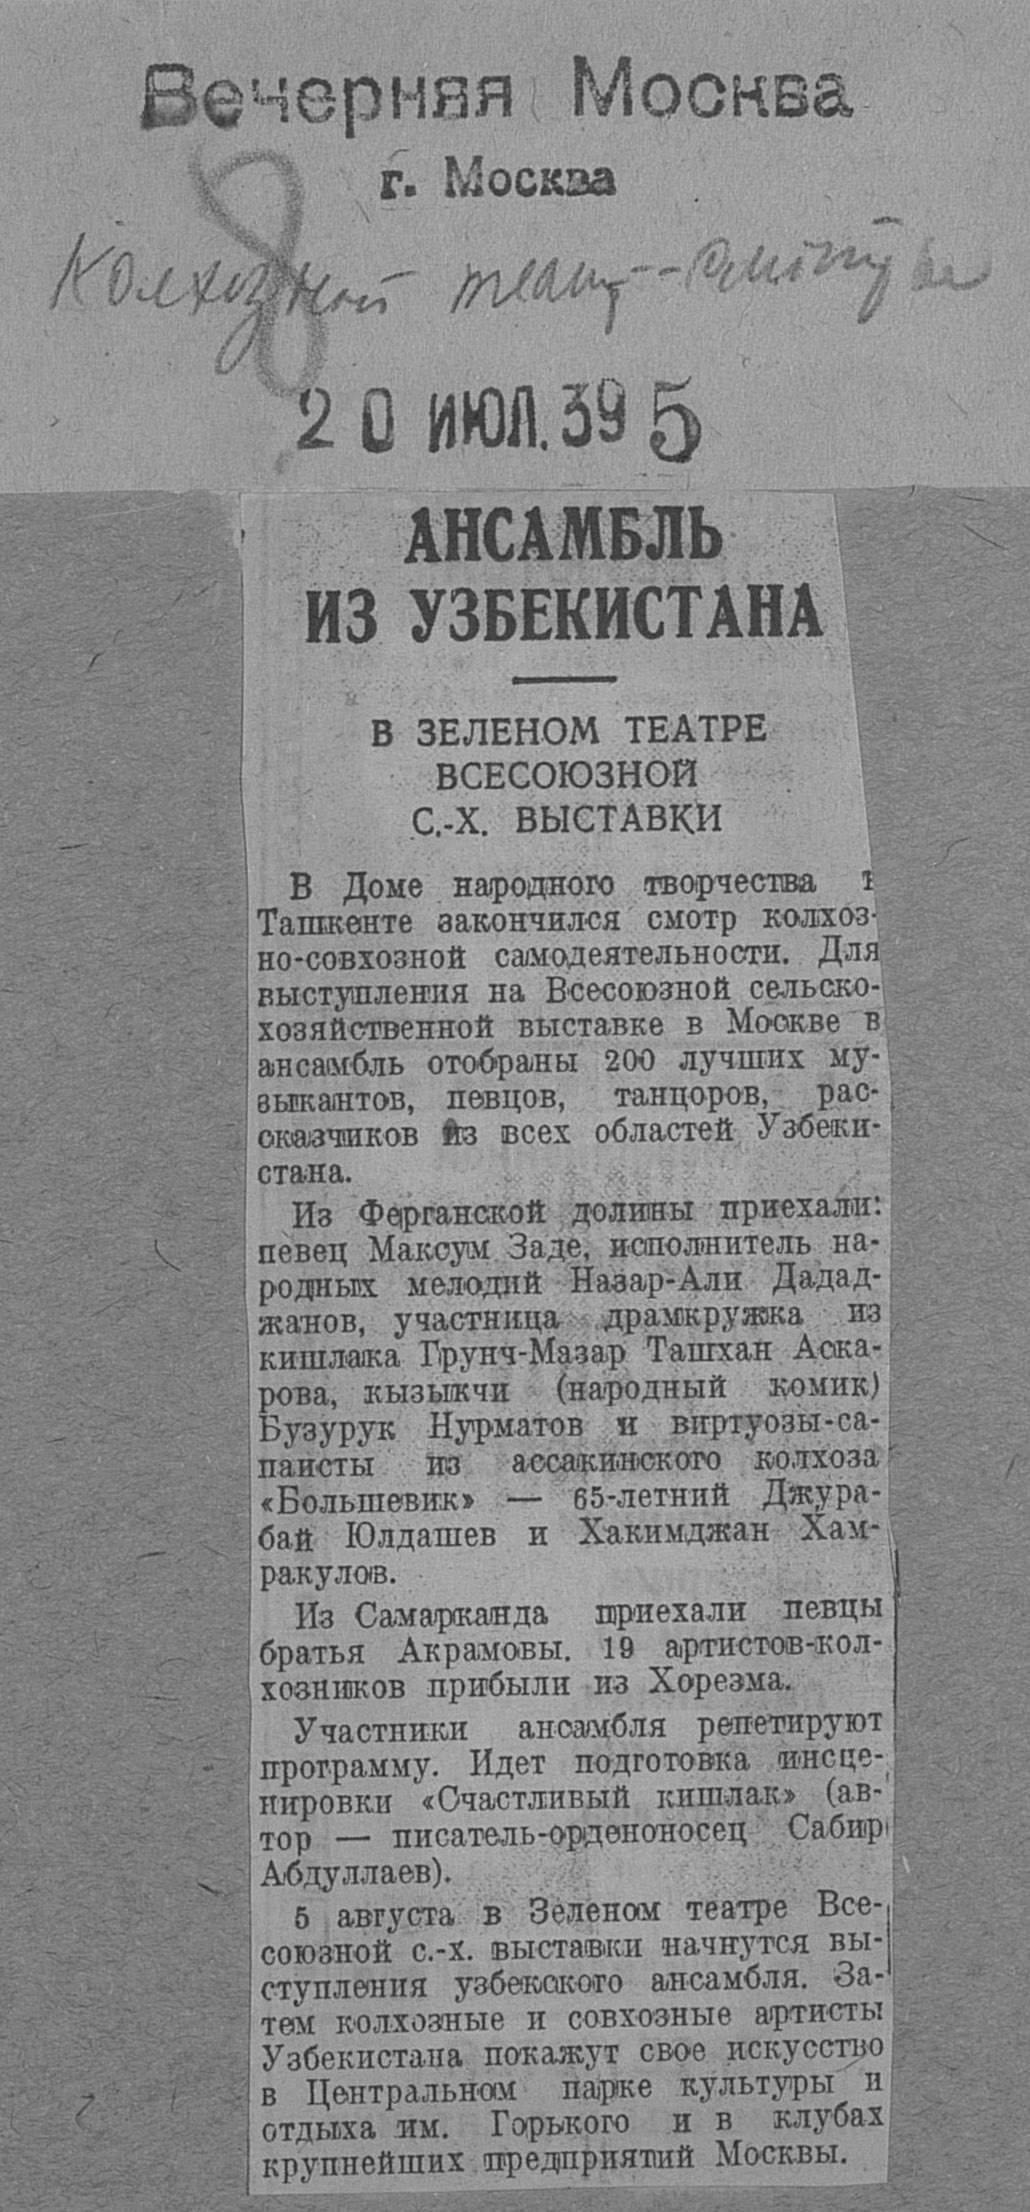 Вечерняя Москва
г. Москва
8
Колхозный театр
20 ИЮЛ. 39 5
АНСАМБЛЬ
ИЗ УЗБЕКИСТАНА
В ЗЕЛЕНОМ ТЕАТРЕ
ВСЕСОЮЗНОЙ
С.-Х. ВЫСТАВКИ
В Доме народного творчества в
Ташкенте закончился смотр колхоз-
но-совхозной самодеятельности. Для
выступления на Всесоюзной сельско-
хозяйственной выставке в Москве в
ансамбль отобраны 200 лучших му-
зыкантов, певцов, танцоров, рас-
сказчиков из всех областей Узбеки-
стана.
Из Ферганской долины приехали:
певец Максум Заде, исполнитель на-
родных мелодий Назар-Али Дадад-
жанов, участница драмкружка из
кишлака Грунч-Мазар Ташхан Аска-
рова, кызыкчи (народный комик)
Бузурук Нурматов и виртуозы-са-
паисты из ассакинского колхоза
«Большевик» — 65-летний Джура-
бай Юлдашев и Хакимджан Хам-
ракулов.
Из Самарканда приехали певцы
братья Акрамовы. 19 артистов-кол-
хозников прибыли из Хорезма.
Участники ансамбля репетируют
программу. Идет подготовка инсце-
нировки «Счастливый кишлак» (ав-
тор — писатель-орденоносец Сабир
Абдуллаев).
5 августа в Зеленом театре Все-
союзной с.-х. выставки начнутся вы-
ступления узбекского ансамбля. За-
тем колхозные и совхозные артисты
Узбекистана покажут свое искусство
в Центральном парке культуры и
отдыха им. Горького и в клубах
крупнейших предприятий Москвы.